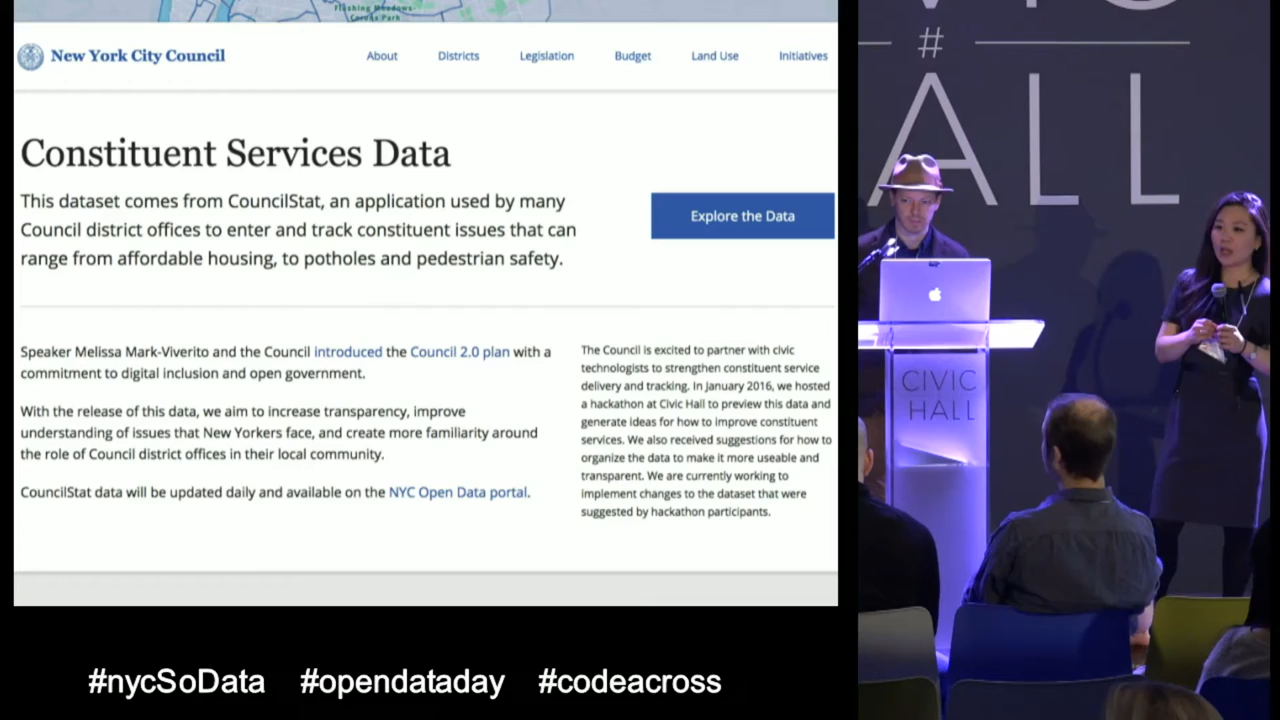 Flushing Meadows
Corona Park
New York City Council
About Districts Legislation Budget Land Use Initiatives
Constituent Services Data
This dataset comes from CouncilStat, an application used by many
Council district offices to enter and track constituent issues that can
range from affordable housing, to potholes and pedestrian safety.
Explore the Data
Speaker Melissa Mark-Viverito and the Council introduced the Council 2.0 plan with a
commitment to digital inclusion and open government.
With the release of this data, we aim to increase transparency, improve
understanding of issues that New Yorkers face, and create more familiarity around
the role of Council district offices in their local community.
CouncilStat data will be updated daily and available on the NYC Open Data portal.
The Council is excited to partner with civic
technologists to strengthen constituent service
delivery and tracking. In January 2016, we hosted
a hackathon at Civic Hall to preview this data and
generate ideas for how to improve constituent
services. We also received suggestions for how to
organize the data to make it more useable and
transparent. We are currently working to
implement changes to the dataset that were
suggested by hackathon participants.
#
ALL
CIVIC
HALL
#nycSoData #opendataday #codeacross